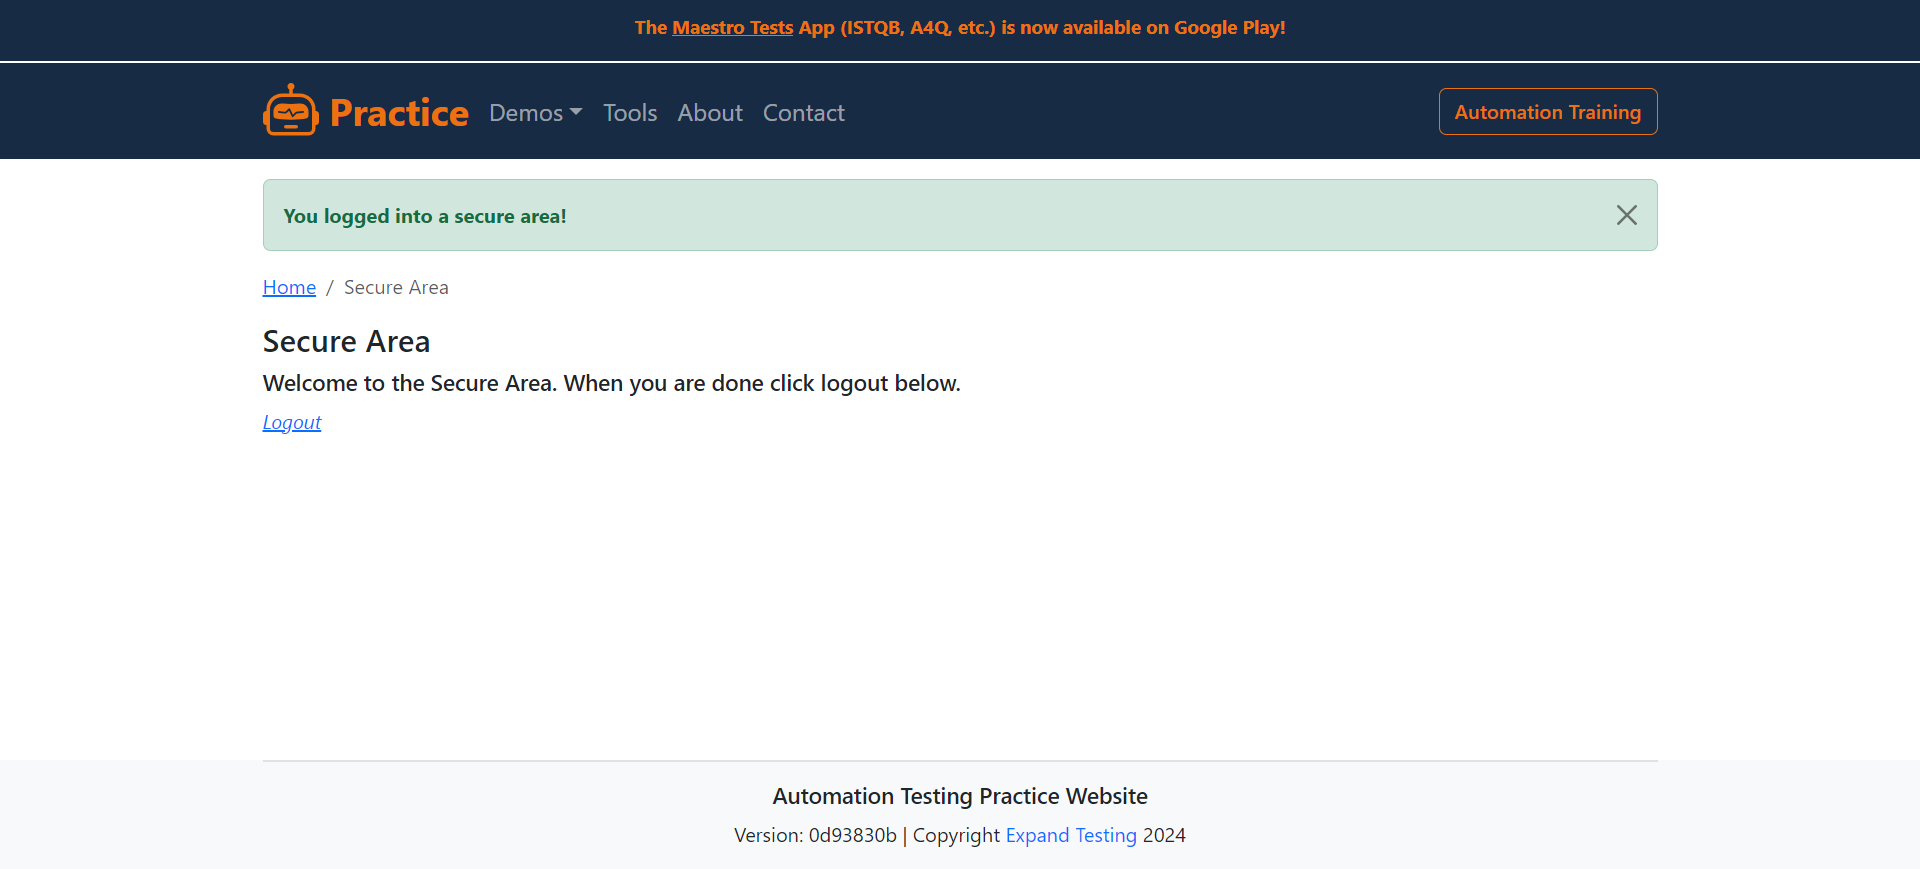 The Maestro Tests App (ISTQB, A4Q, etc.) is now available on Google Play!
Practice Demos Tools About Contact Automation Training
You logged into a secure area!
Home / Secure Area
Secure Area
Welcome to the Secure Area. When you are done click logout below.
Logout
Automation Testing Practice Website
Version: 0d93830b | Copyright Expand Testing 2024